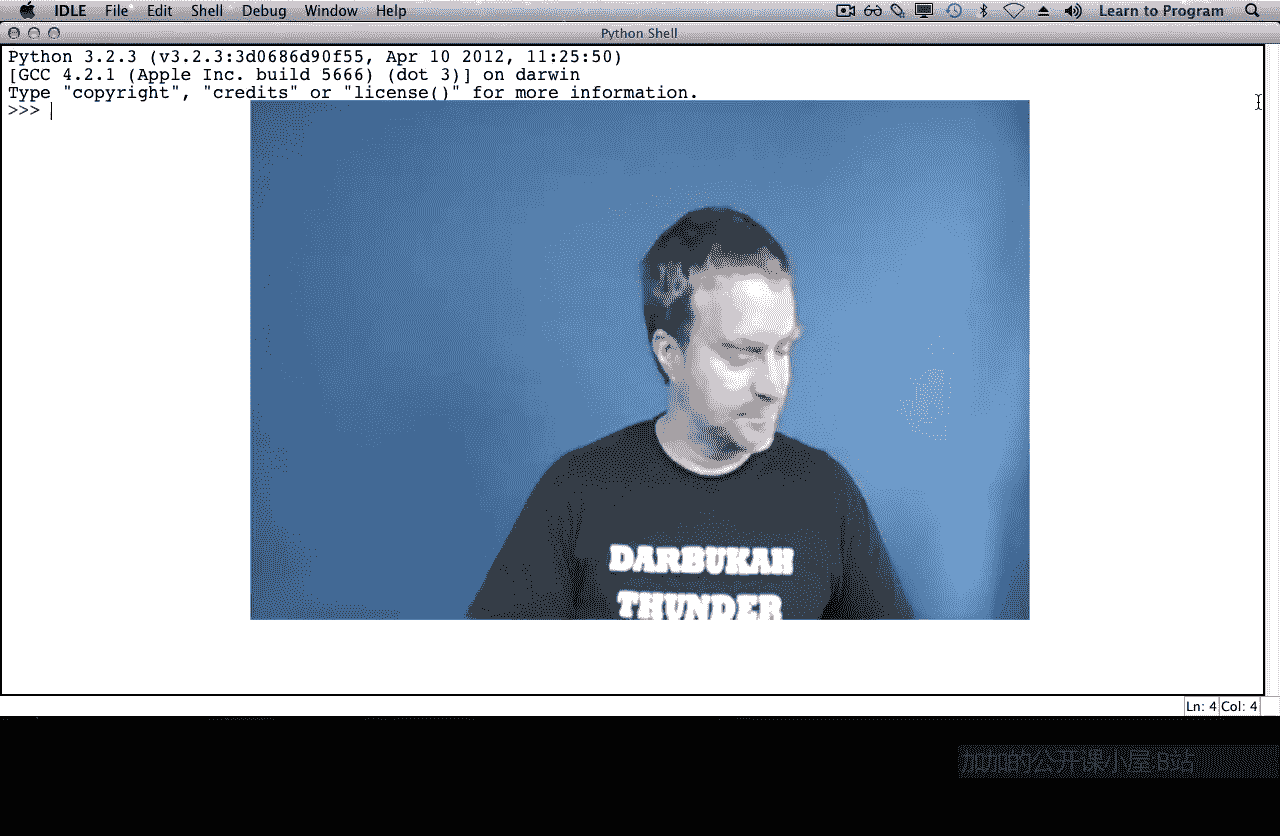 IDLE File Edit Shell Debug Window Help Learn to Program
Python Shell
Python 3.2.3 (v3.2.3:3d0686d90f55, Apr 10 2012, 11:25:50)
[GCC 4.2.1 (Apple Inc. build 5666) (dot 3)] on darwin
Type "copyright", "credits" or "license()" for more information.
>>>
DARBUKAH
THUNDER
Ln: 4 Col: 4
加加的公开课小屋 B站